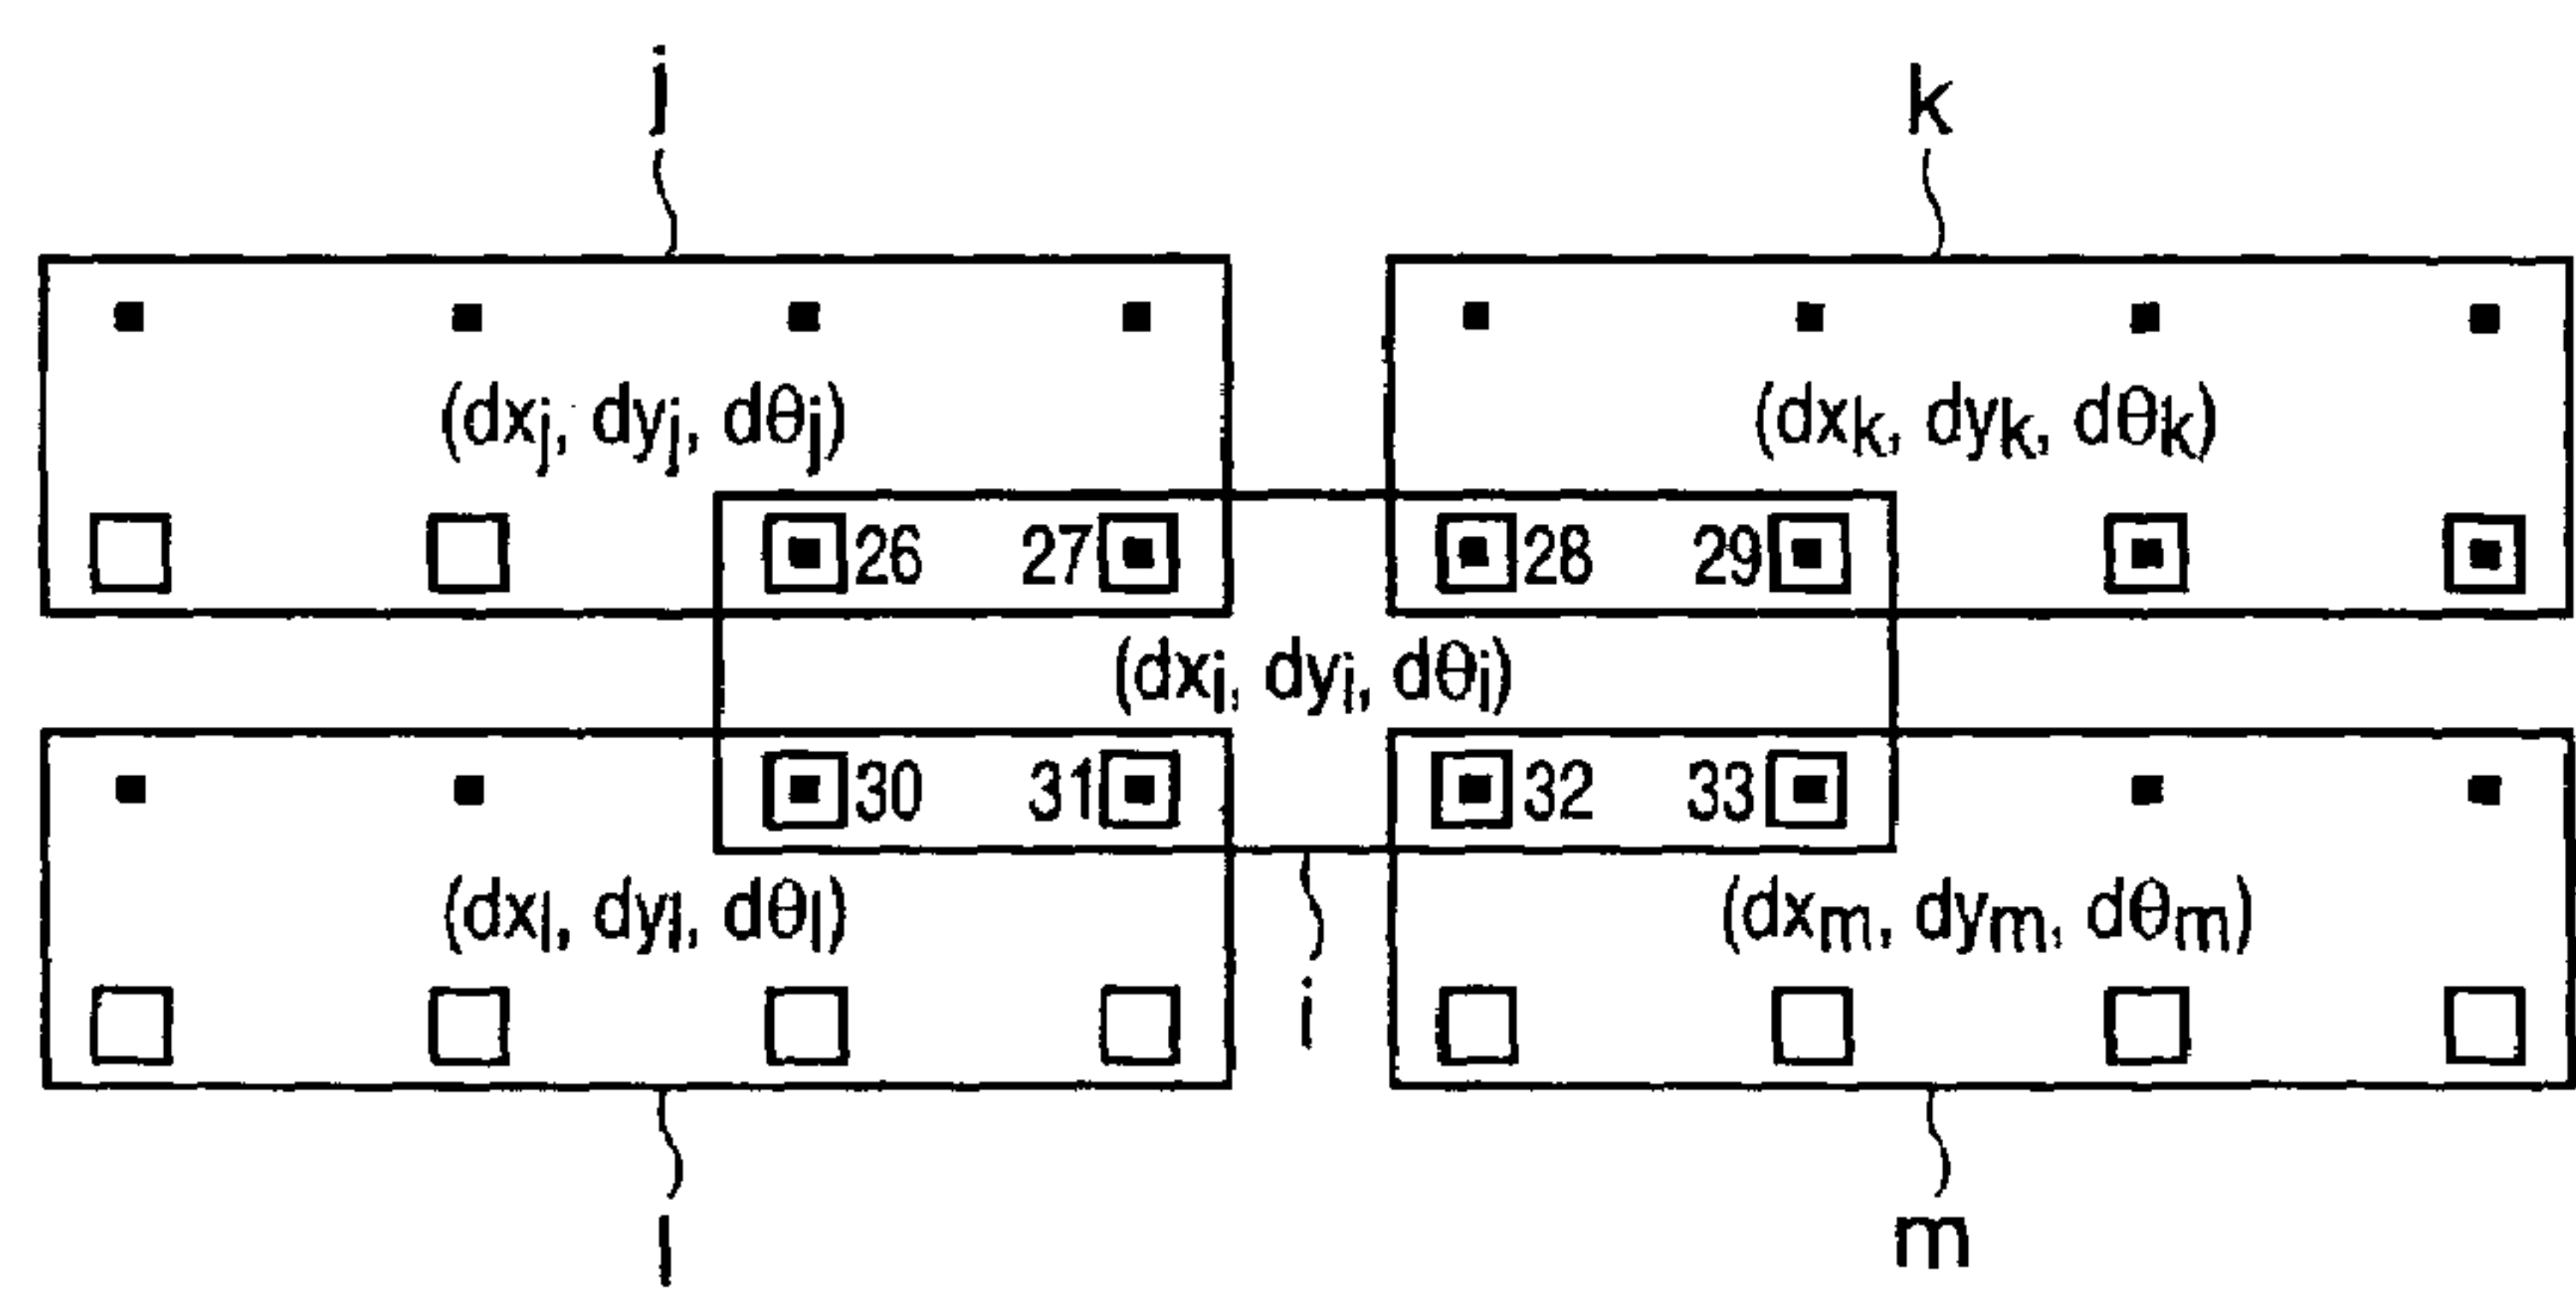 j k
(dxj, dyj, dθj) (dxk, dyk, dθk)
26 27 28 29
(dxi, dyi, dθi)
30 31 32 33
(dxl, dyl, dθl) (dxm, dym, dθm)
i
l m